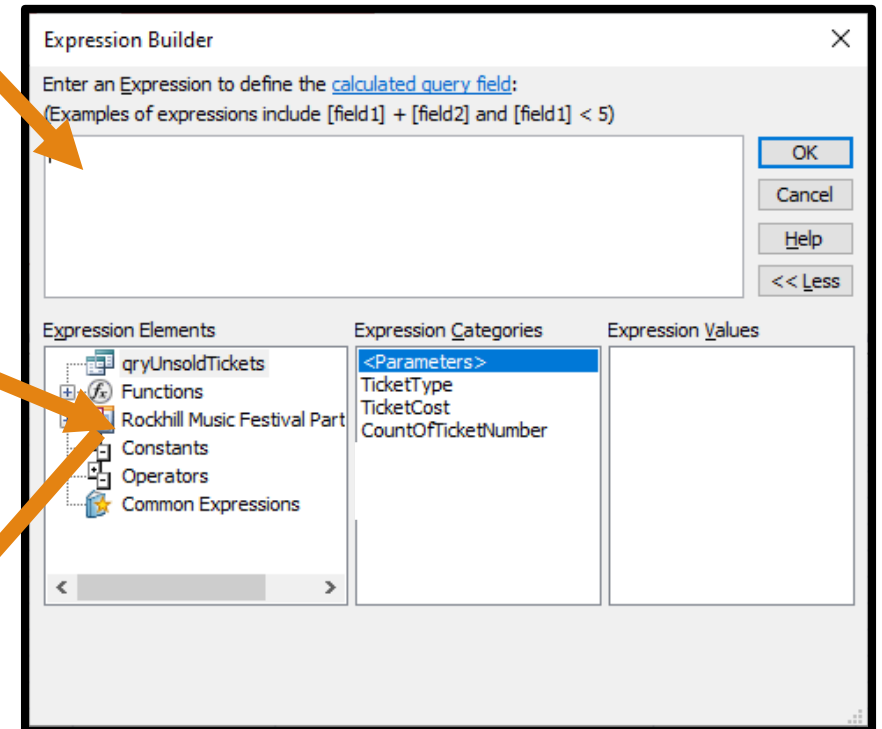 Expression Builder
Enter an Expression to define the calculated query field:
(Examples of expressions include [field1] + [field2] and [field1] < 5)
OK
Cancel
Help
<< Less
Expression Elements
Expression Categories
Expression Values
qryUnsoldTickets
Functions
Rockhill Music Festival Part
Constants
Operators
Common Expressions
<Parameters>
TicketType
TicketCost
CountOfTicketNumber